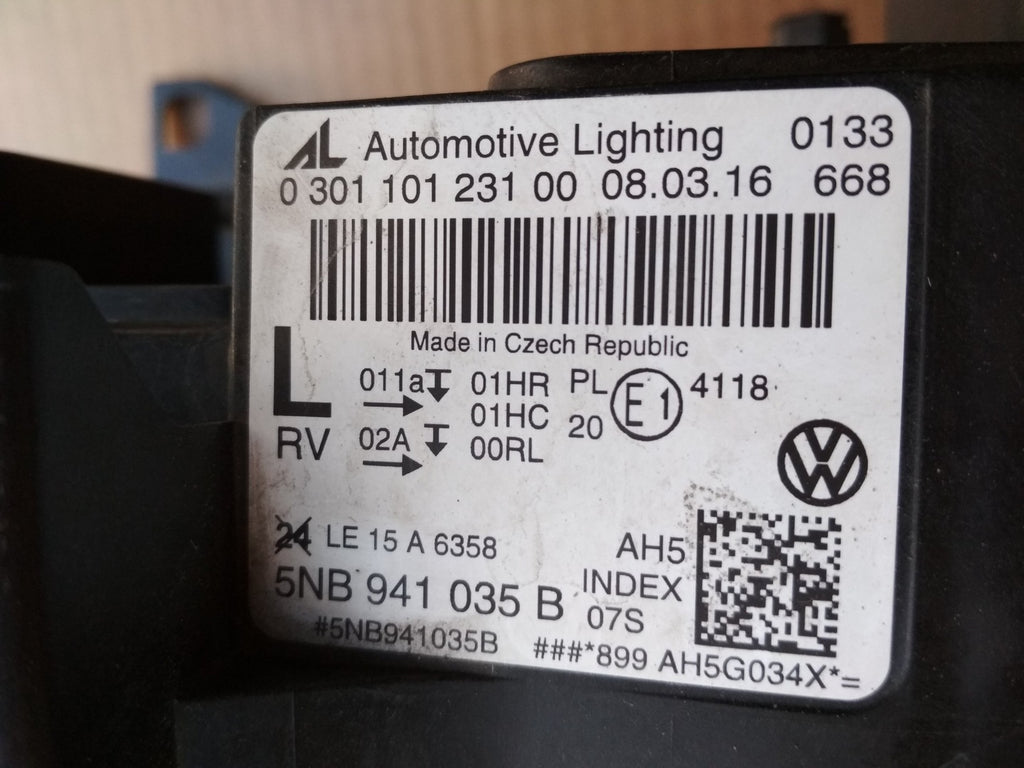 AL Automotive Lighting 0133
0 301 101 231 00 08.03.16 668
Made in Czech Republic
L 011a 01HR PL E1 4118
01HC 20
RV 02A 00RL
VW
24 LE 15 A 6358 AH5
5NB 941 035 B INDEX
07S
#5NB941035B ###*899 AH5G034X*=